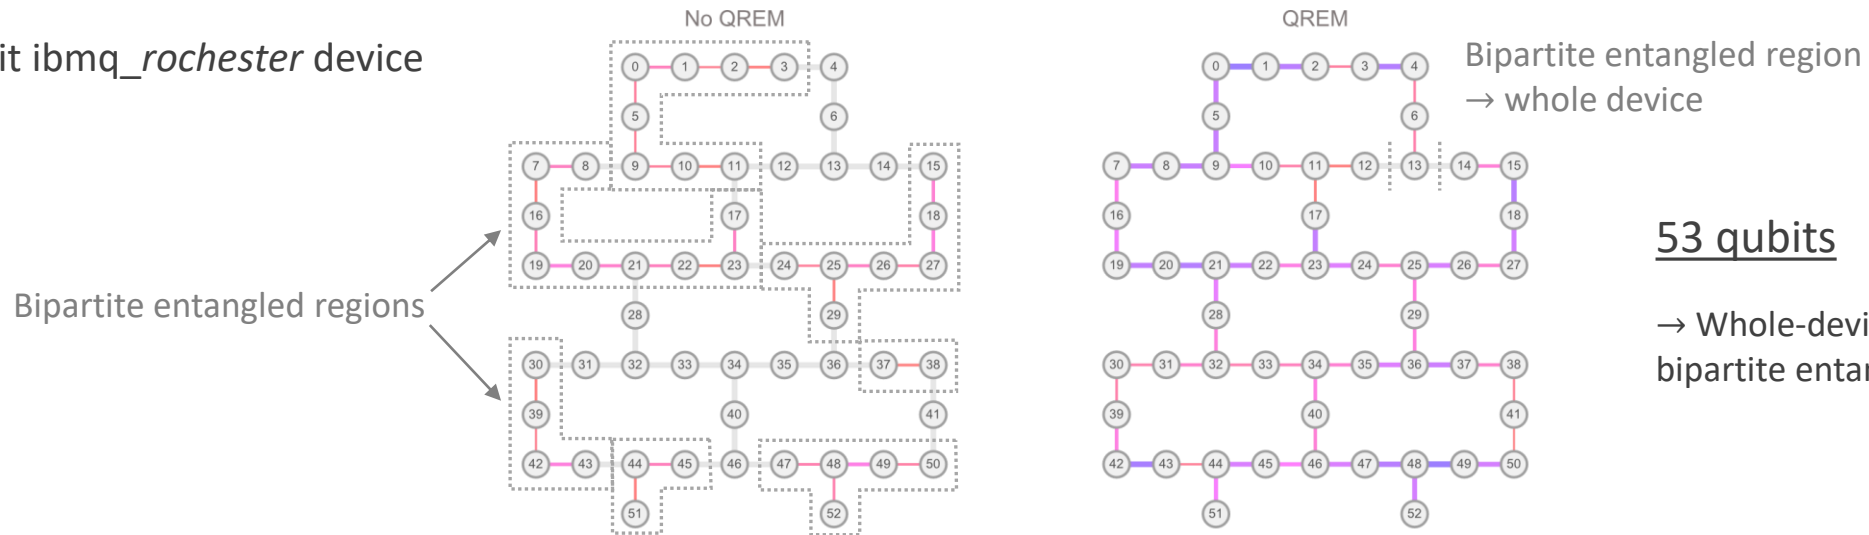 No QREM
QREM
it ibmq_rochester device
Bipartite entangled region
→ whole device
0 1 2 3 4
0 1 2 3 4
5 6
5 6
7 8 9 10 11 12 13 14 15
7 8 9 10 11 12 13 14 15
16 17 18
16 17 18
53 qubits
19 20 21 22 23 24 25 26 27
19 20 21 22 23 24 25 26 27
Bipartite entangled regions
28 29
28 29
→ Whole-devi
30 31 32 33 34 35 36 37 38
30 31 32 33 34 35 36 37 38
bipartite entar
39 40 41
39 40 41
42 43 44 45 46 47 48 49 50
42 43 44 45 46 47 48 49 50
51 52
51 52